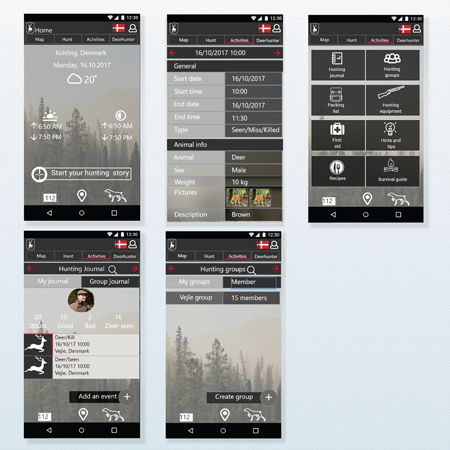 12:30
Home
Map Hunt Activities Deerhunter
Kolding, Denmark
Monday, 16.10.2017
20°
6:50 AM
7:50 PM
6:50 AM
7:50 PM
Start your hunting story
112
12:30
Map Hunt Activities Deerhunter
16/10/2017 10:00
General
Start date 16/10/2017
Start time 10:00
End date 16/10/2017
End time 11:30
Type Seen/Miss/Killed
Animal info
Animal Deer
Sex Male
Weight 10 kg
Pictures
Description Brown
12:30
Map Hunt Activities Deerhunter
Hunting journal
Hunting groups
Packing list
Hunting equipment
First aid
Hints and tips
Recipes
Survival guide
12:30
Map Hunt Activities Deerhunter
Hunting Journal
My journal Group journal
20 10 2 16
Good Bad Deer seen
Deer/Kill
16/10/17 10:00
Vejle, Denmark
Deer/Seen
16/10/17 10:00
Vejle, Denmark
Add an event +
112
12:30
Map Hunt Activities Deerhunter
Hunting groups
My groups Member
Vejle group 15 members
Create group +
112